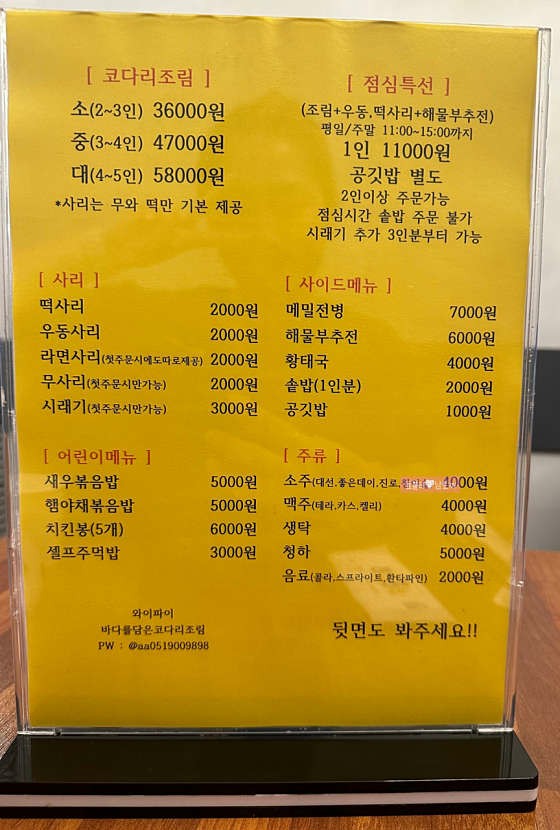 [ 코다리조림 ]
소(2~3인) 36000원
중(3~4인) 47000원
대(4~5인) 58000원
*사리는 무와 떡만 기본 제공
[ 점심특선 ]
(조림+우동,떡사리+해물부추전)
평일/주말 11:00~15:00까지
1인 11000원
공깃밥 별도
2인이상 주문가능
점심시간 솥밥 주문 불가
시래기 추가 3인분부터 가능
[ 사리 ]
떡사리 2000원
우동사리 2000원
라면사리(첫주문시에도따로제공) 2000원
무사리(첫주문시만가능) 2000원
시래기(첫주문시만가능) 3000원
[ 사이드메뉴 ]
메밀전병 7000원
해물부추전 6000원
황태국 4000원
솥밥(1인분) 2000원
공깃밥 1000원
[ 어린이메뉴 ]
새우볶음밥 5000원
햄야채볶음밥 5000원
치킨봉(5개) 6000원
셀프주먹밥 3000원
[ 주류 ]
소주(대선.좋은데이.진로. 4000원
맥주(테라.카스.켈리) 4000원
생탁 4000원
청하 5000원
음료(콜라.스프라이트.환타파인) 2000원
와이파이
바다를담은코다리조림
PW : @aa0519009898
뒷면도 봐주세요!!